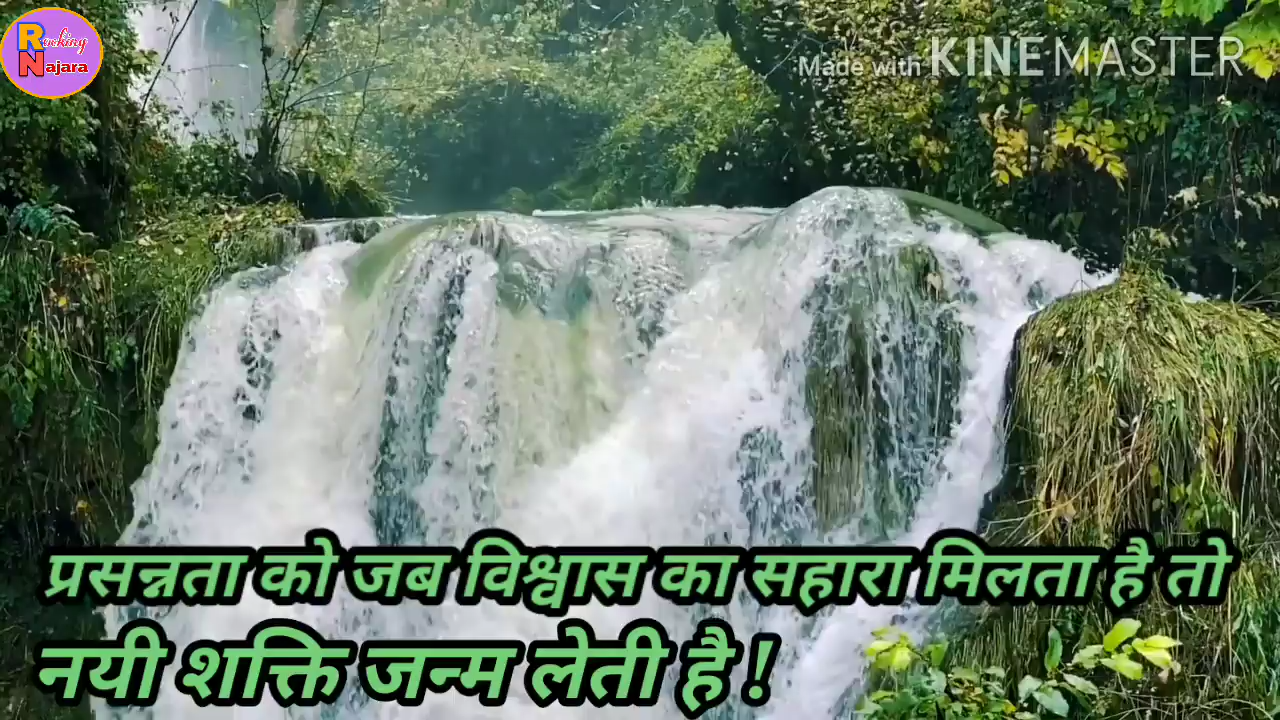 Rocking
Najara
Made with KINEMASTER
प्रसन्नता को जब विश्वास का सहारा मिलता है तो
नयी शक्ति जन्म लेती है !